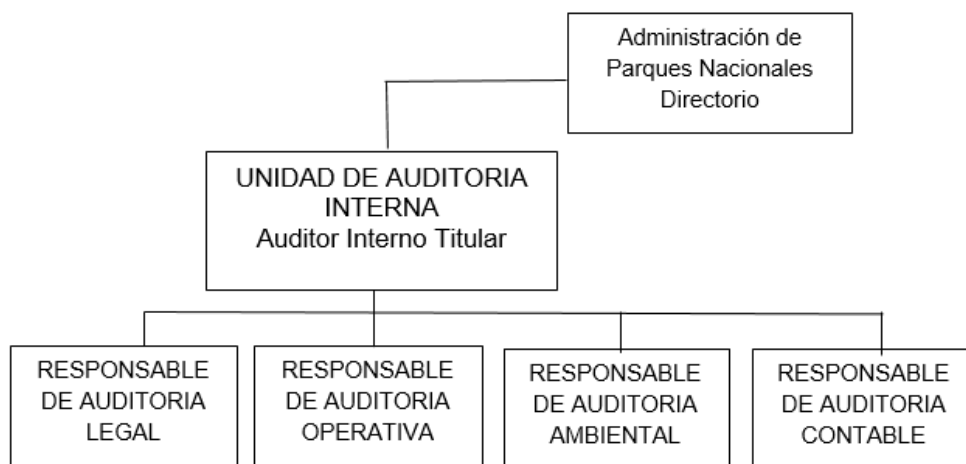 Administración de
Parques Nacionales
Directorio
UNIDAD DE AUDITORIA
INTERNA
Auditor Interno Titular
RESPONSABLE
DE AUDITORIA
LEGAL
RESPONSABLE
DE AUDITORIA
OPERATIVA
RESPONSABLE
DE AUDITORIA
AMBIENTAL
RESPONSABLE
DE AUDITORIA
CONTABLE